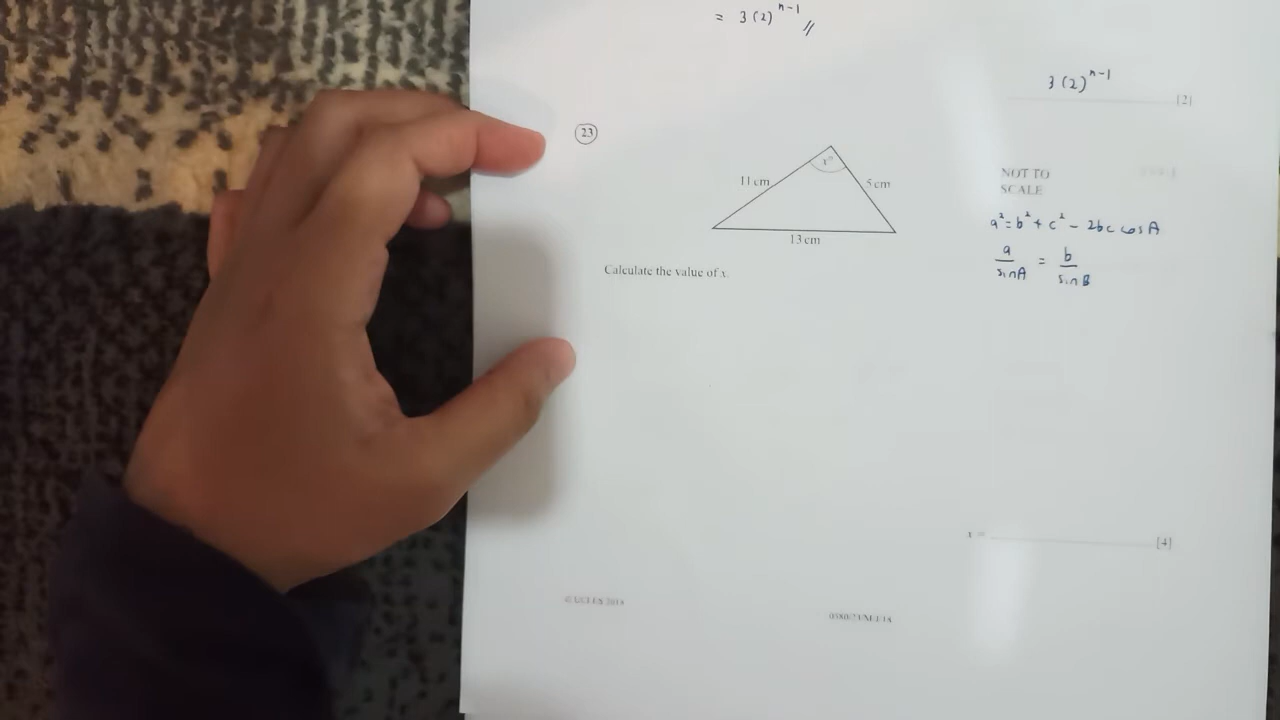 = 3(2)ⁿ⁻¹ //
3(2)ⁿ⁻¹
[2]
23
x°
11 cm
5 cm
13 cm
NOT TO
SCALE
a² = b² + c² - 2bc cos A
a/sin A = b/sin B
Calculate the value of x.
x = [4]
© UCLES 2018